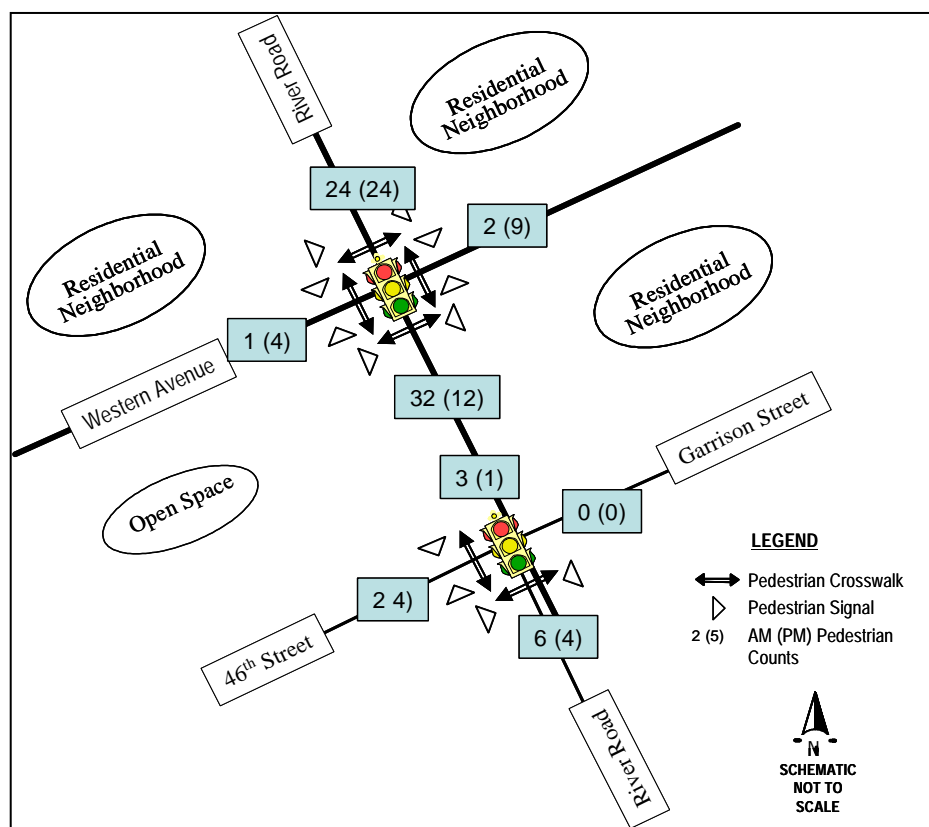 River Road
Residential
Neighborhood
24 (24)
2 (9)
Residential
Neighborhood
Residential
Neighborhood
1 (4)
Western Avenue
32 (12)
Garrison Street
3 (1)
Open Space
0 (0)
LEGEND
Pedestrian Crosswalk
Pedestrian Signal
2 (5) AM (PM) Pedestrian
Counts
2 4)
6 (4)
46th Street
River Road
N
SCHEMATIC
NOT TO
SCALE